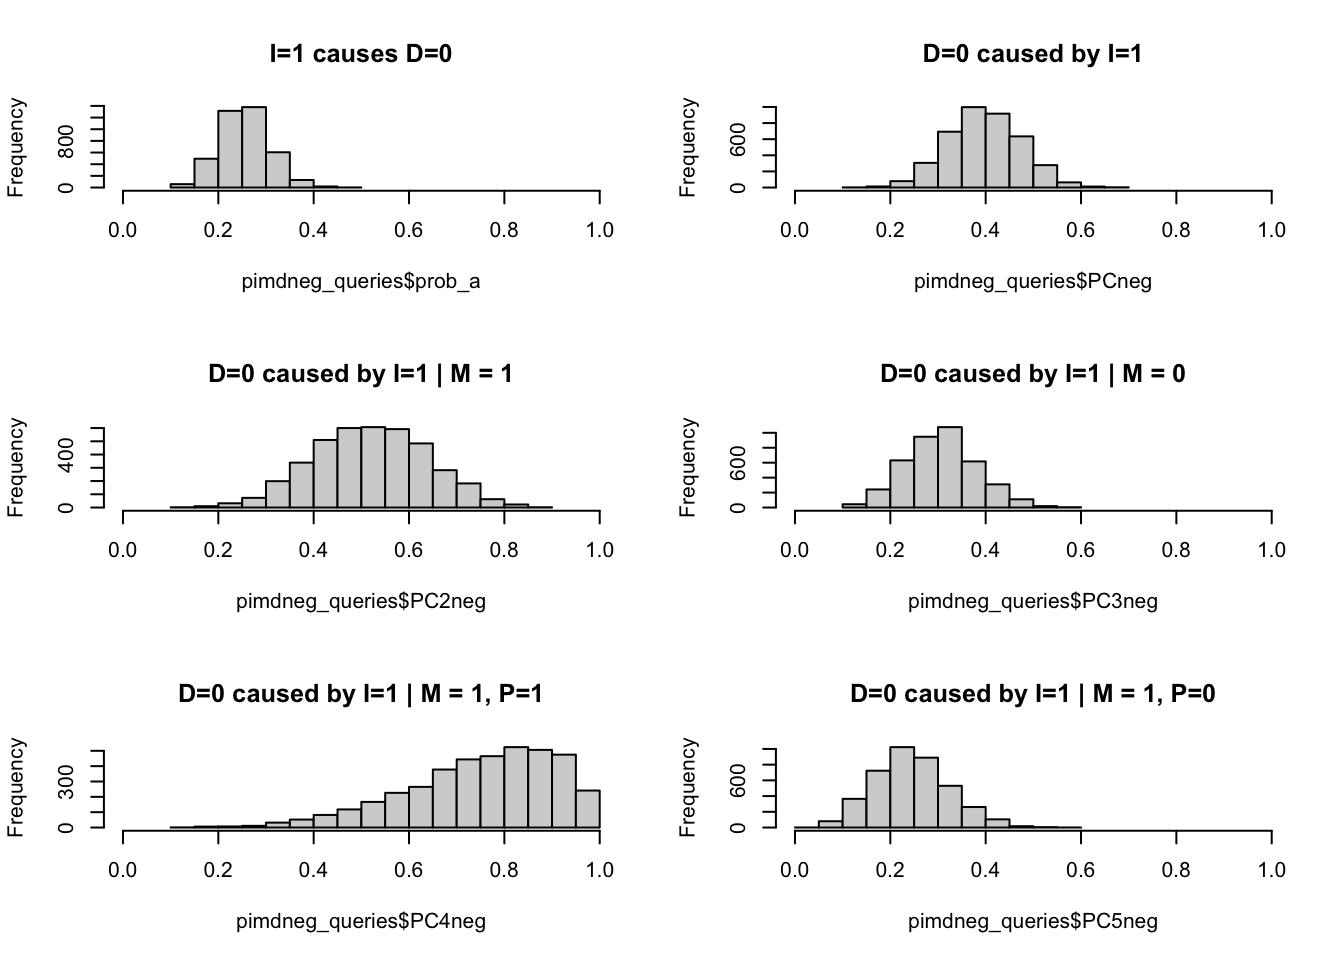 I=1 causes D=0
Frequency
0 800
0.0 0.2 0.4 0.6 0.8 1.0
pimdneg_queries$prob_a
D=0 caused by I=1
Frequency
0 600
0.0 0.2 0.4 0.6 0.8 1.0
pimdneg_queries$PCneg
D=0 caused by I=1 | M = 1
Frequency
0 400
0.0 0.2 0.4 0.6 0.8 1.0
pimdneg_queries$PC2neg
D=0 caused by I=1 | M = 0
Frequency
0 600
0.0 0.2 0.4 0.6 0.8 1.0
pimdneg_queries$PC3neg
D=0 caused by I=1 | M = 1, P=1
Frequency
0 300
0.0 0.2 0.4 0.6 0.8 1.0
pimdneg_queries$PC4neg
D=0 caused by I=1 | M = 1, P=0
Frequency
0 600
0.0 0.2 0.4 0.6 0.8 1.0
pimdneg_queries$PC5neg